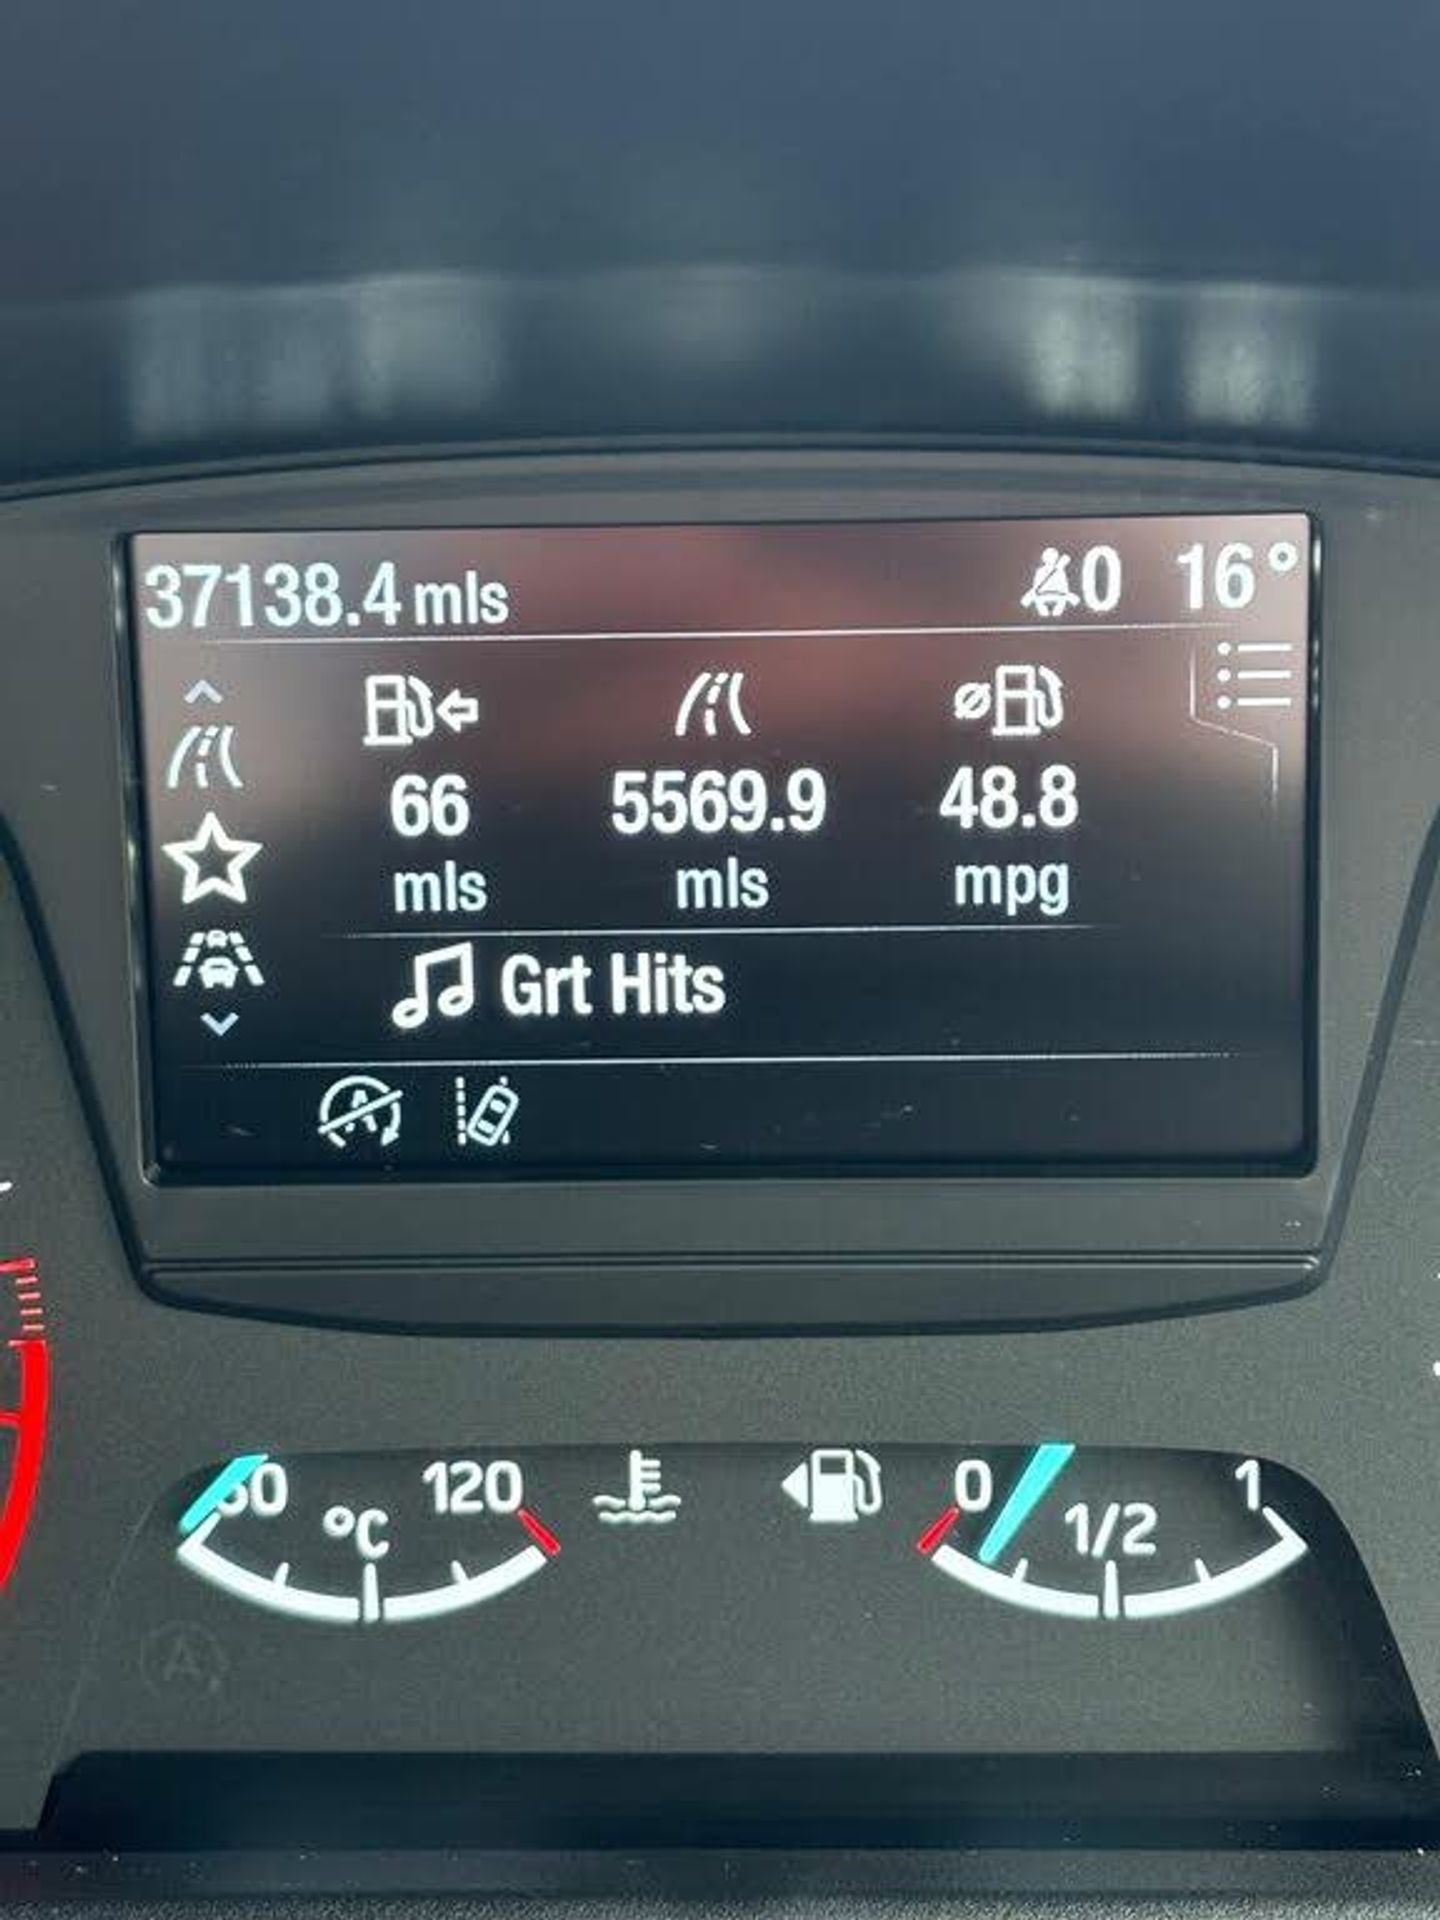 37138.4 mls 0 16°
66 5569.9 48.8
mls mls mpg
Grt Hits
120 0 1
°C 1/2